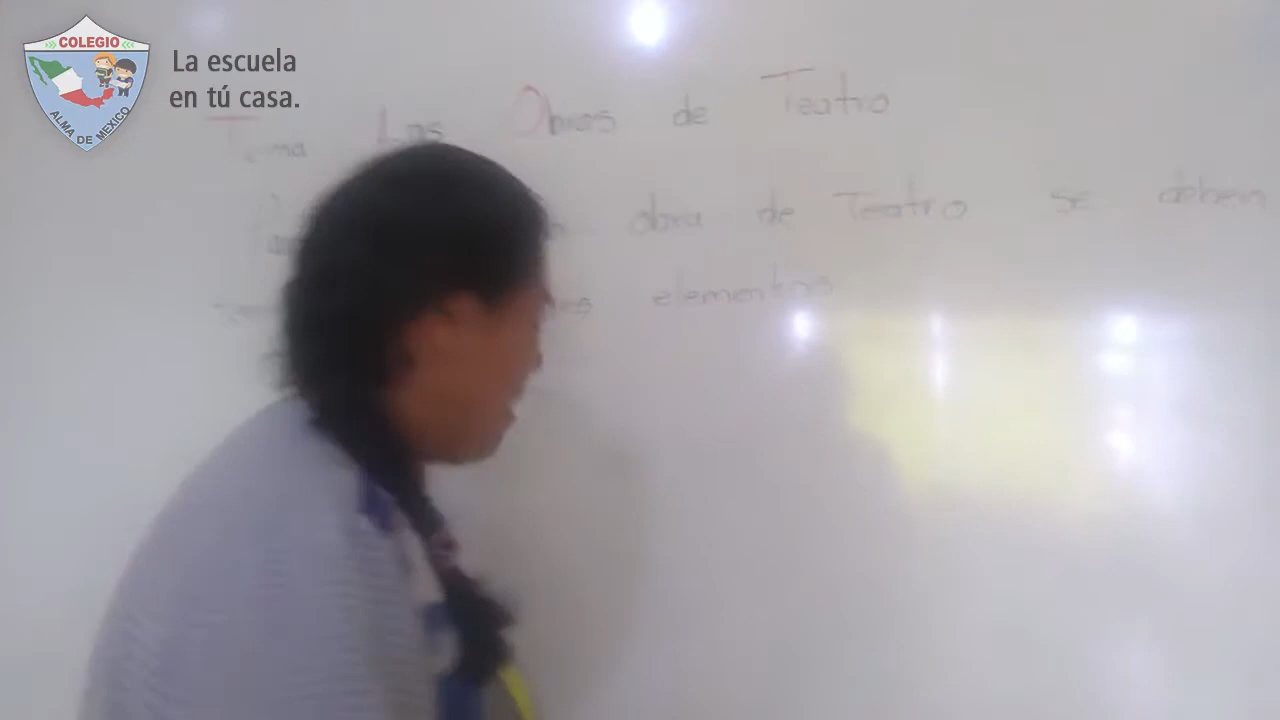 COLEGIO
ALMA DE MEXICO
La escuela
en tú casa.
Tema Las Obras de Teatro
obra de Teatro se deben
elementos